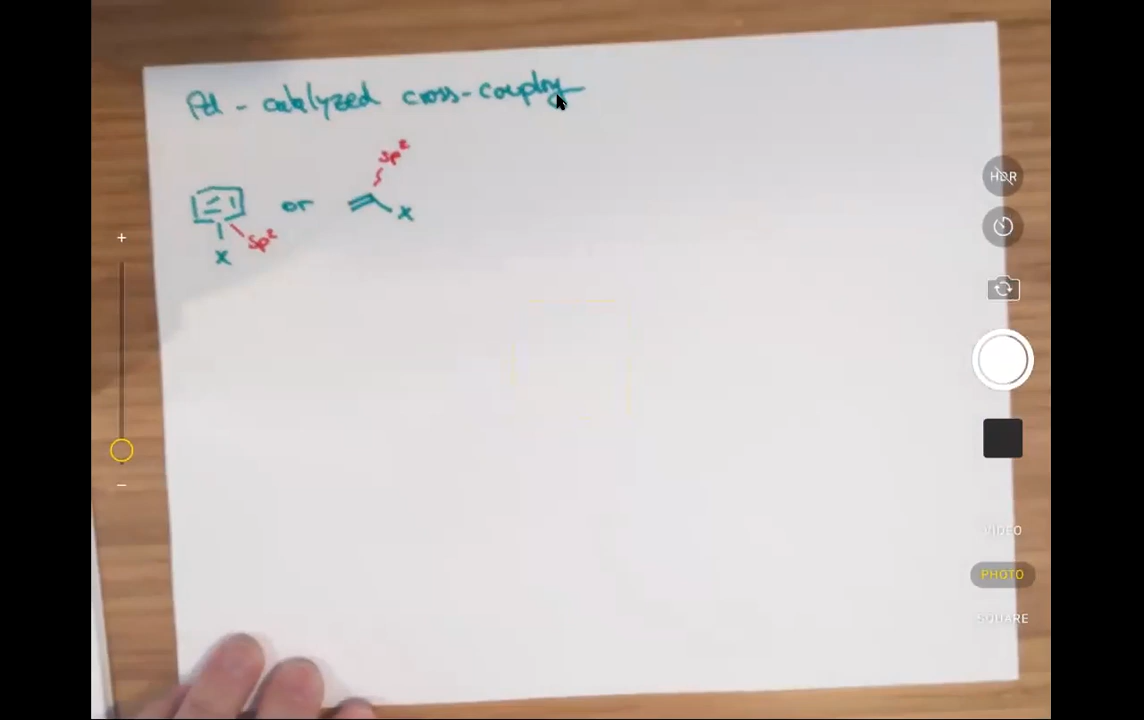 Pd - catalyzed cross-coupling
sp²
or
X
sp²
X
HDR
VIDEO
PHOTO
SQUARE